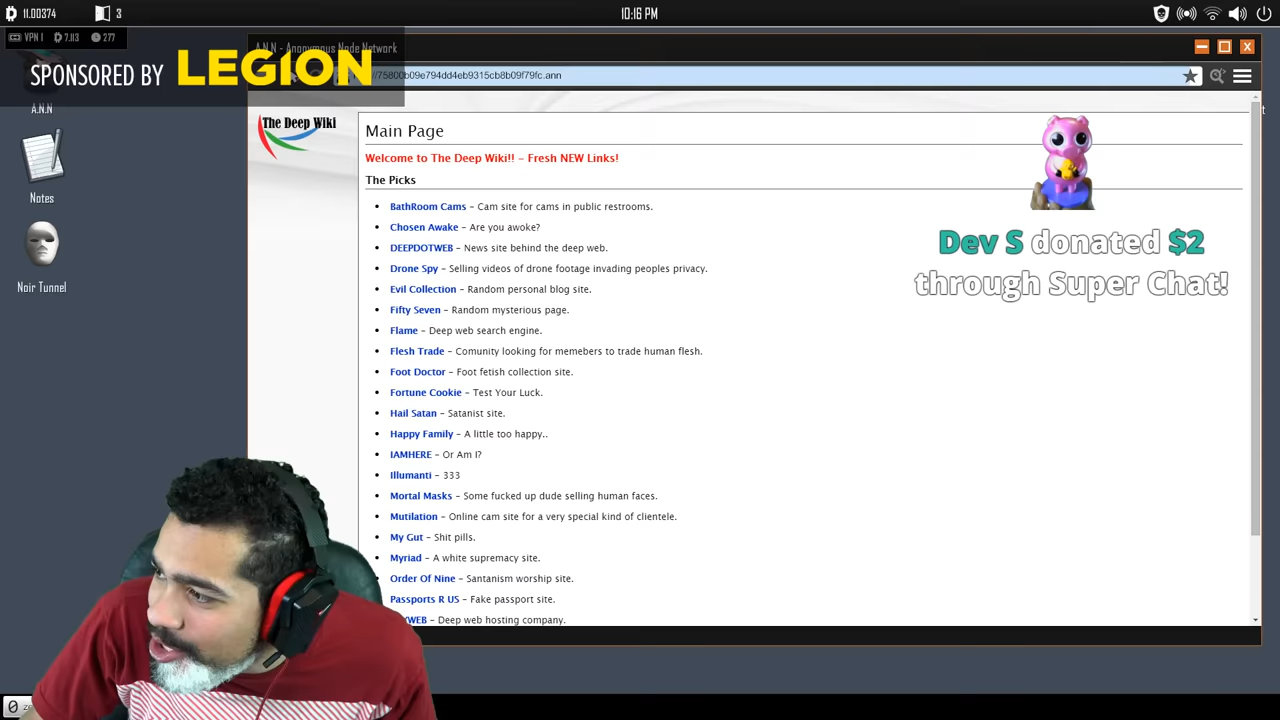 11.00374
3
10:16 PM
VPN 1
7.113
277
A.N.N - Anonymous Node Network
SPONSORED BY LEGION
//75800b09e794dd4eb9315cb8b09f79fc.ann
A.N.N
Notes
Noir Tunnel
The Deep Wiki
Main Page
Welcome to The Deep Wiki!! – Fresh NEW Links!
The Picks
BathRoom Cams – Cam site for cams in public restrooms.
Chosen Awake – Are you awoke?
DEEPDOTWEB – News site behind the deep web.
Drone Spy – Selling videos of drone footage invading peoples privacy.
Evil Collection – Random personal blog site.
Fifty Seven – Random mysterious page.
Flame – Deep web search engine.
Flesh Trade – Comunity looking for memebers to trade human flesh.
Foot Doctor – Foot fetish collection site.
Fortune Cookie – Test Your Luck.
Hail Satan – Satanist site.
Happy Family – A little too happy..
IAMHERE – Or Am I?
Illumanti – 333
Mortal Masks – Some fucked up dude selling human faces.
Mutilation – Online cam site for a very special kind of clientele.
My Gut – Shit pills.
Myriad – A white supremacy site.
Order Of Nine – Santanism worship site.
Passports R US – Fake passport site.
WEB – Deep web hosting company.
Dev S donated $2
through Super Chat!